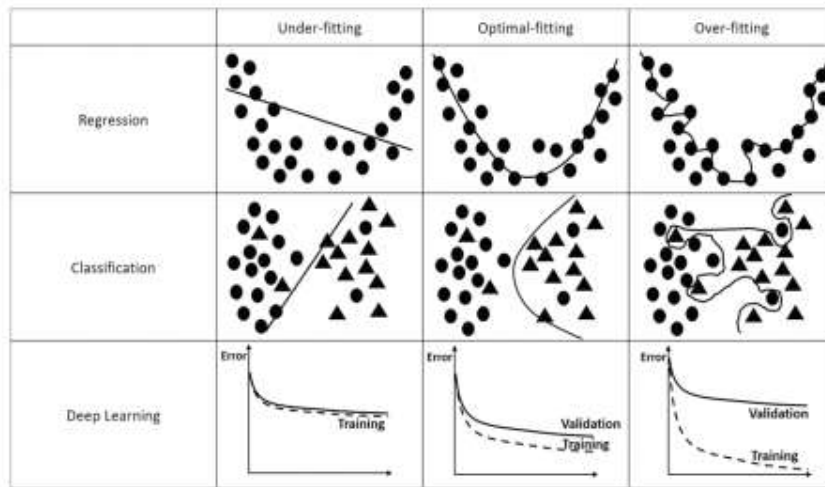 Under-fitting
Optimal-fitting
Over-fitting
Regression
Classification
Deep Learning
Error
Training
Error
Validation
Training
Error
Validation
Training